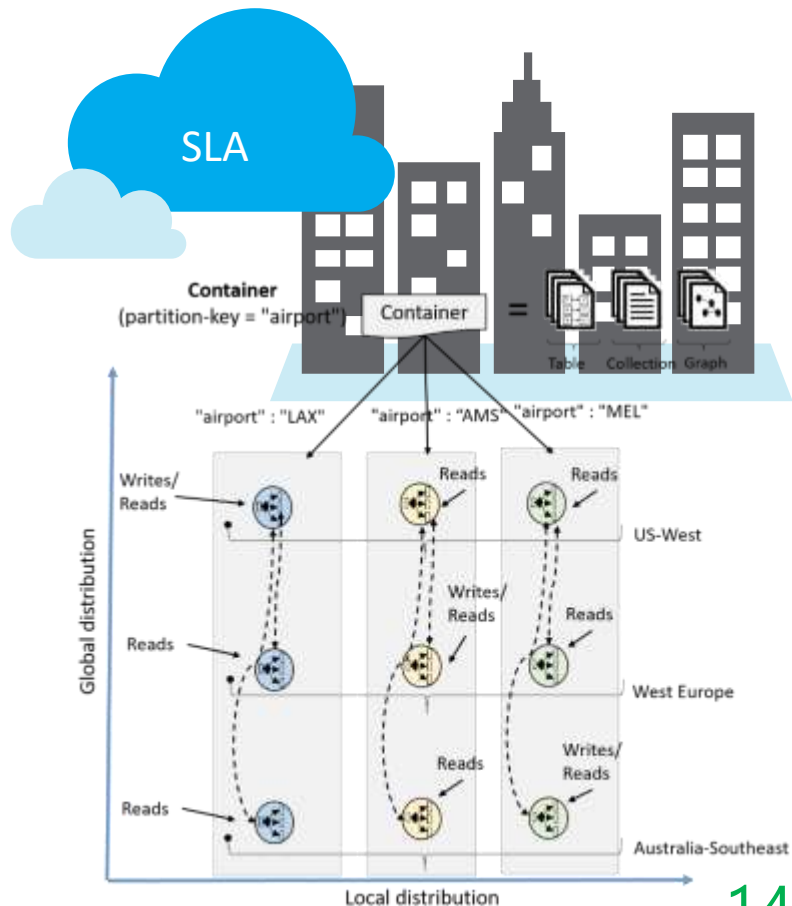 SLA
Container
(partition-key = "airport")
Container
=
Table
Collection
Graph
"airport" : "LAX"
"airport" : "AMS"
"airport" : "MEL"
Writes/
Reads
Reads
Reads
US-West
Reads
Writes/
Reads
Reads
West Europe
Reads
Reads
Writes/
Reads
Australia-Southeast
Global distribution
Local distribution
14